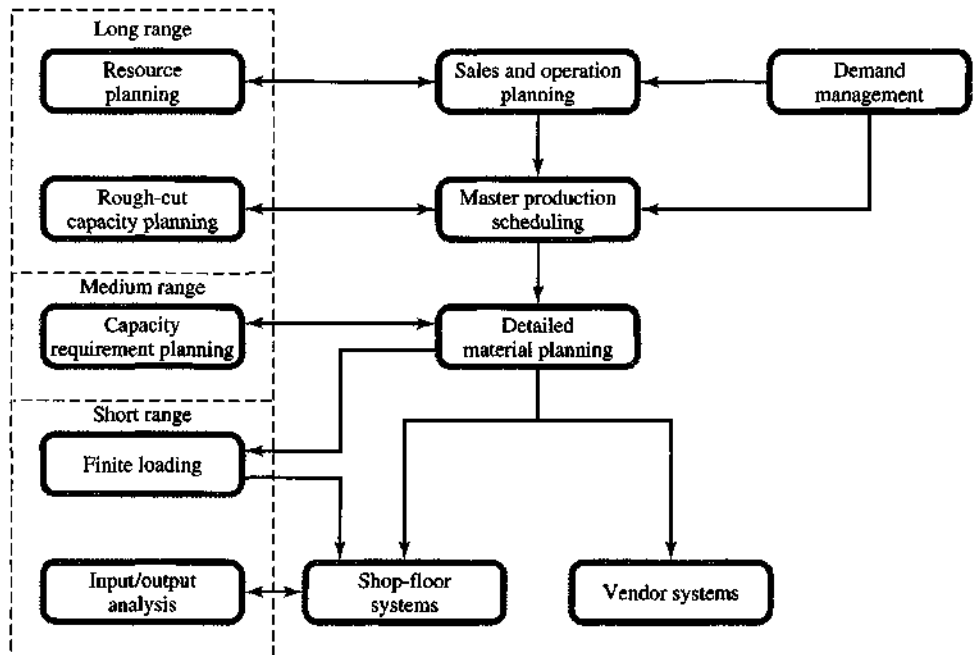 Long range
Resource
planning
Sales and operation
planning
Demand
management
Rough-cut
capacity planning
Master production
scheduling
Medium range
Capacity
requirement planning
Detailed
material planning
Short range
Finite loading
Input/output
analysis
Shop-floor
systems
Vendor systems